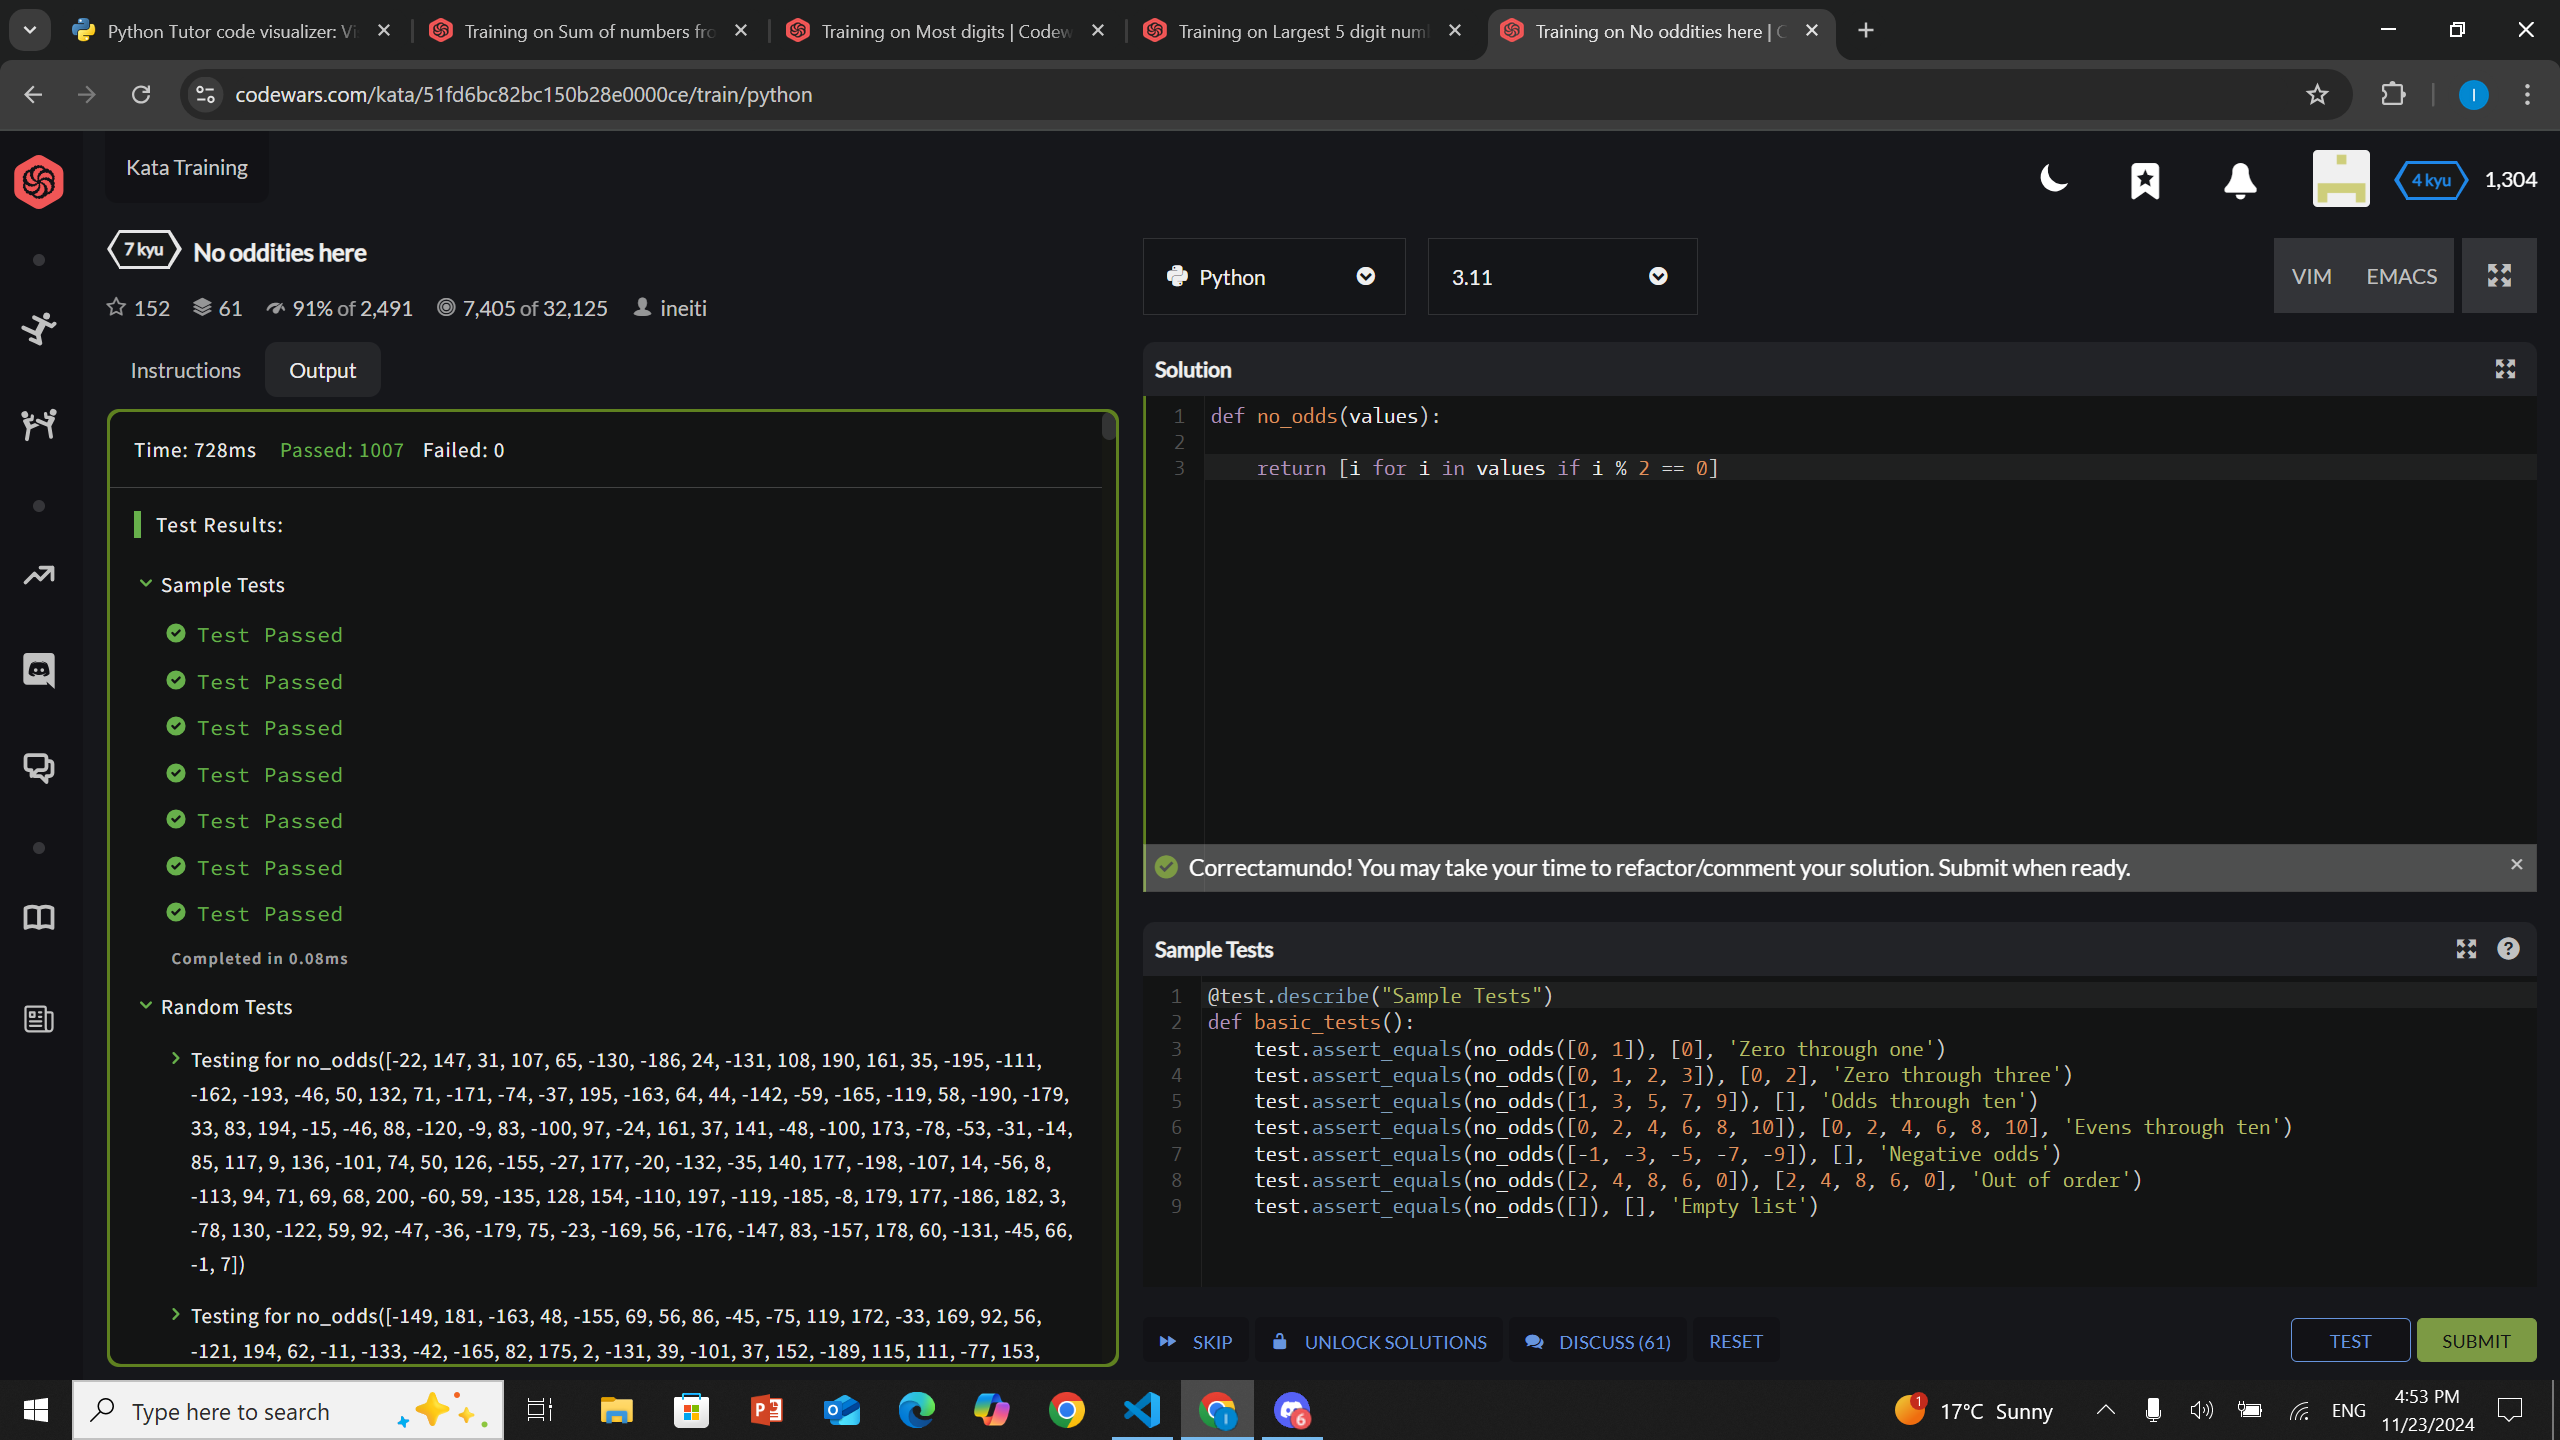 Python Tutor code visualizer: Vi
Training on Sum of numbers fro
Training on Most digits | Codew
Training on Largest 5 digit num
Training on No oddities here | C
codewars.com/kata/51fd6bc82bc150b28e0000ce/train/python
I
Kata Training
4 kyu
1,304
7 kyu
No oddities here
152
61
91% of 2,491
7,405 of 32,125
ineiti
Python
3.11
VIM
EMACS
Instructions
Output
Time: 728ms
Passed: 1007
Failed: 0
Test Results:
Sample Tests
Test Passed
Test Passed
Test Passed
Test Passed
Test Passed
Test Passed
Test Passed
Completed in 0.08ms
Random Tests
Testing for no_odds([-22, 147, 31, 107, 65, -130, -186, 24, -131, 108, 190, 161, 35, -195, -111,
-162, -193, -46, 50, 132, 71, -171, -74, -37, 195, -163, 64, 44, -142, -59, -165, -119, 58, -190, -179,
33, 83, 194, -15, -46, 88, -120, -9, 83, -100, 97, -24, 161, 37, 141, -48, -100, 173, -78, -53, -31, -14,
85, 117, 9, 136, -101, 74, 50, 126, -155, -27, 177, -20, -132, -35, 140, 177, -198, -107, 14, -56, 8,
-113, 94, 71, 69, 68, 200, -60, 59, -135, 128, 154, -110, 197, -119, -185, -8, 179, 177, -186, 182, 3,
-78, 130, -122, 59, 92, -47, -36, -179, 75, -23, -169, 56, -176, -147, 83, -157, 178, 60, -131, -45, 66,
-1, 7])
Testing for no_odds([-149, 181, -163, 48, -155, 69, 56, 86, -45, -75, 119, 172, -33, 169, 92, 56,
-121, 194, 62, -11, -133, -42, -165, 82, 175, 2, -131, 39, -101, 37, 152, -189, 115, 111, -77, 153,
Solution
1 def no_odds(values):
2
3     return [i for i in values if i % 2 == 0]
Correctamundo! You may take your time to refactor/comment your solution. Submit when ready.
Sample Tests
1 @test.describe("Sample Tests")
2 def basic_tests():
3     test.assert_equals(no_odds([0, 1]), [0], 'Zero through one')
4     test.assert_equals(no_odds([0, 1, 2, 3]), [0, 2], 'Zero through three')
5     test.assert_equals(no_odds([1, 3, 5, 7, 9]), [], 'Odds through ten')
6     test.assert_equals(no_odds([0, 2, 4, 6, 8, 10]), [0, 2, 4, 6, 8, 10], 'Evens through ten')
7     test.assert_equals(no_odds([-1, -3, -5, -7, -9]), [], 'Negative odds')
8     test.assert_equals(no_odds([2, 4, 8, 6, 0]), [2, 4, 8, 6, 0], 'Out of order')
9     test.assert_equals(no_odds([]), [], 'Empty list')
SKIP
UNLOCK SOLUTIONS
DISCUSS (61)
RESET
TEST
SUBMIT
Type here to search
6
1
17°C Sunny
ENG
4:53 PM
11/23/2024